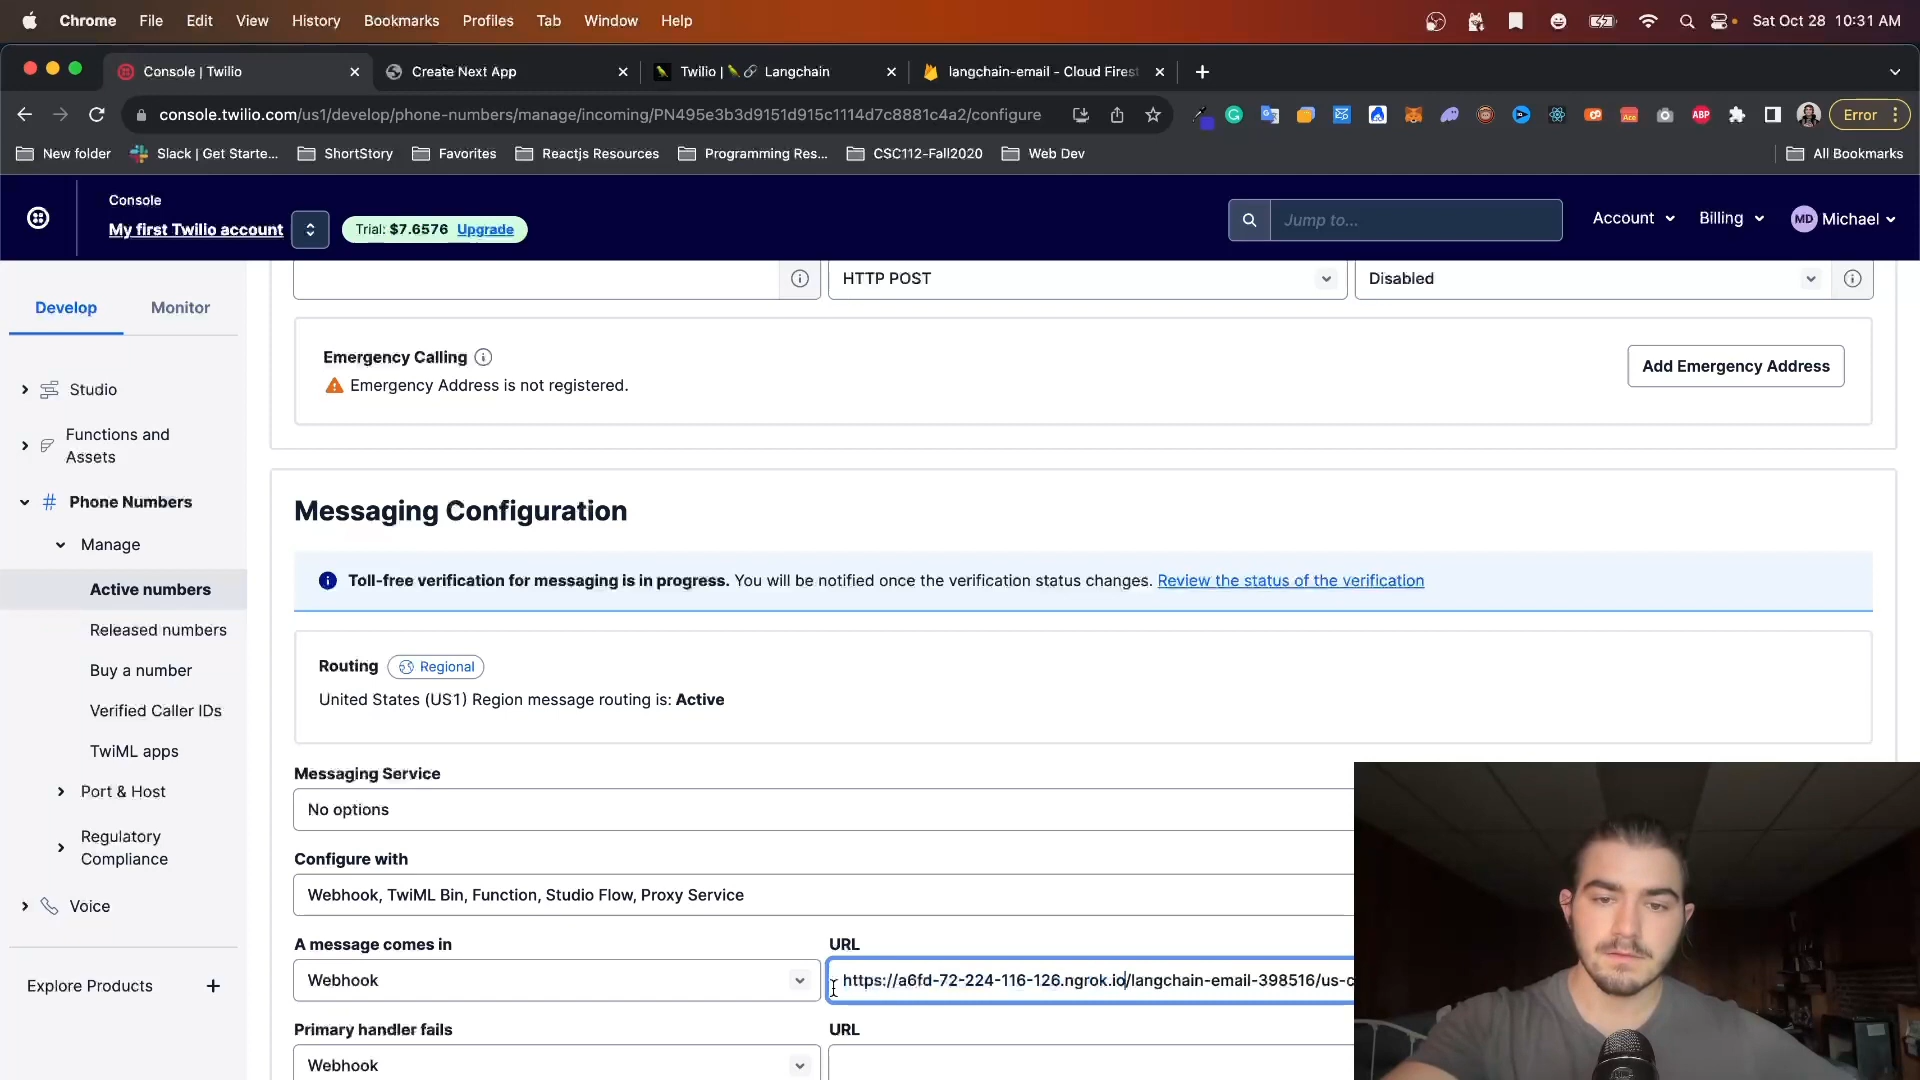 Chrome File Edit View History Bookmarks Profiles Tab Window Help Sat Oct 28 10:31 AM
Console | Twilio Create Next App Twilio | Langchain langchain-email - Cloud Firest
console.twilio.com/us1/develop/phone-numbers/manage/incoming/PN495e3b3d9151d915c1114d7c8881c4a2/configure Ace ABP Error
New folder Slack | Get Starte... ShortStory Favorites Reactjs Resources Programming Res... CSC112-Fall2020 Web Dev All Bookmarks
Console
My first Twilio account Trial: $7.6576 Upgrade Jump to... Account Billing MD Michael
Develop Monitor
HTTP POST Disabled
Emergency Calling
Emergency Address is not registered.
Add Emergency Address
Studio
Functions and
Assets
Phone Numbers
Manage
Active numbers
Released numbers
Buy a number
Verified Caller IDs
TwiML apps
Port & Host
Regulatory
Compliance
Voice
Explore Products +
Messaging Configuration
Toll-free verification for messaging is in progress. You will be notified once the verification status changes. Review the status of the verification
Routing Regional
United States (US1) Region message routing is: Active
Messaging Service
No options
Configure with
Webhook, TwiML Bin, Function, Studio Flow, Proxy Service
A message comes in URL
Webhook https://a6fd-72-224-116-126.ngrok.io/langchain-email-398516/us-c
Primary handler fails URL
Webhook